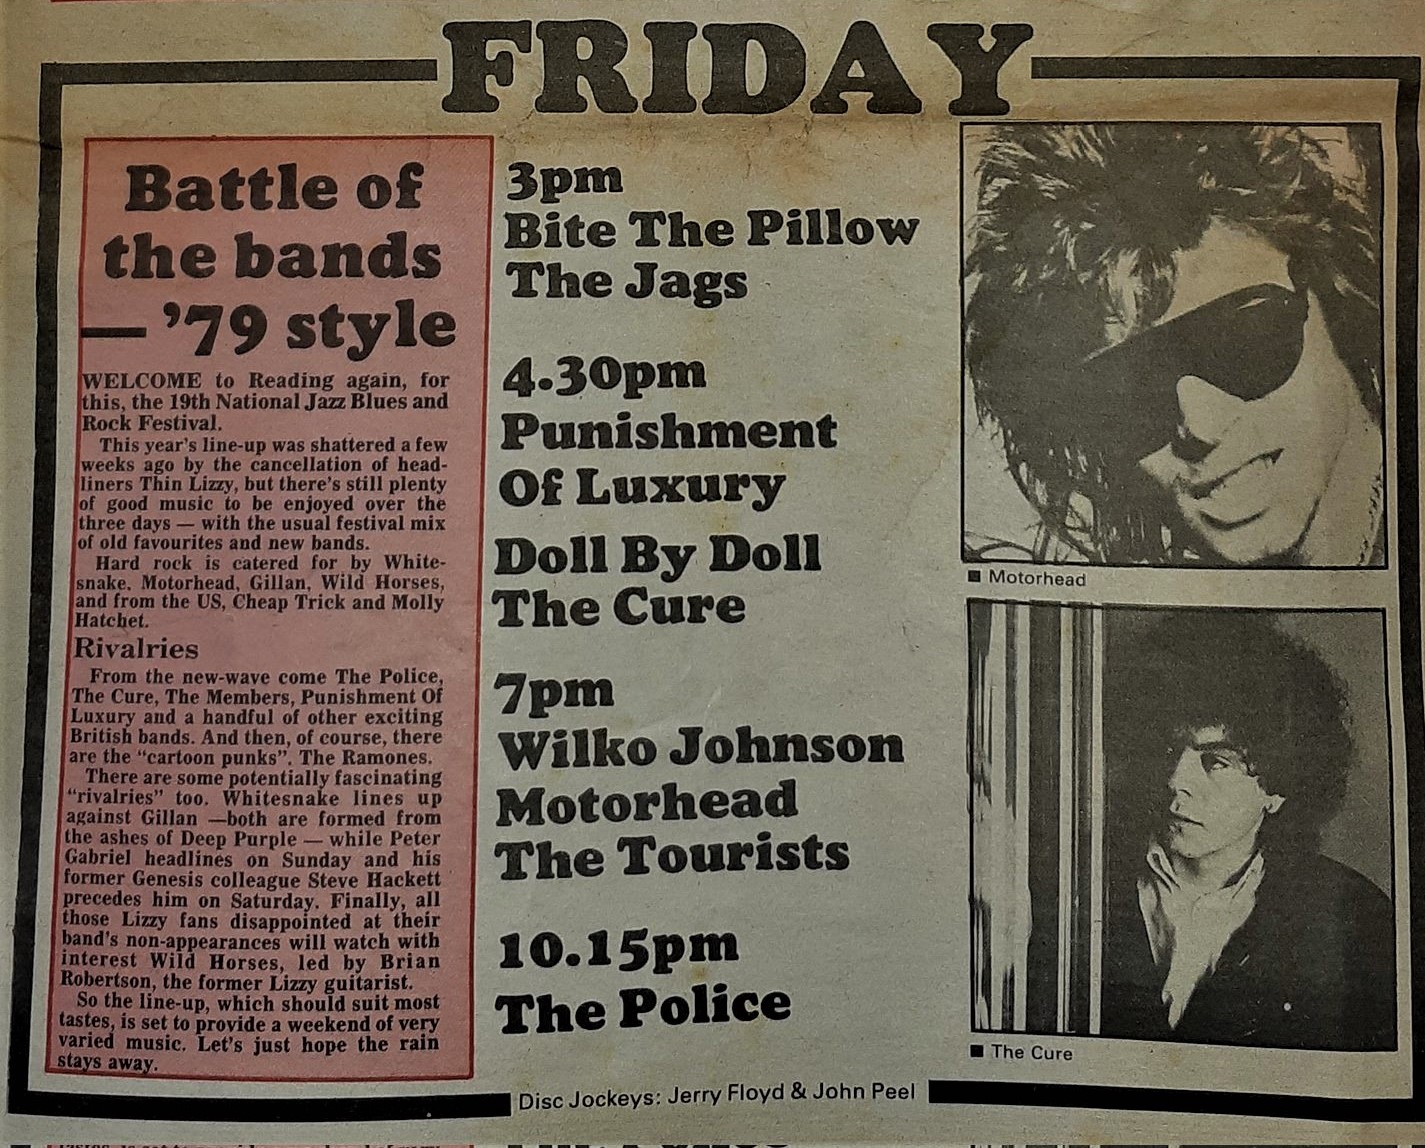 FRIDAY
Battle of
the bands
— '79 style
WELCOME to Reading again, for
this, the 19th National Jazz Blues and
Rock Festival.
This year's line-up was shattered a few
weeks ago by the cancellation of head-
liners Thin Lizzy, but there's still plenty
of good music to be enjoyed over the
three days — with the usual festival mix
of old favourites and new bands.
Hard rock is catered for by White-
snake, Motorhead, Gillan, Wild Horses,
and from the US, Cheap Trick and Molly
Hatchet.
Rivalries
From the new-wave come The Police,
The Cure, The Members, Punishment Of
Luxury and a handful of other exciting
British bands. And then, of course, there
are the "cartoon punks". The Ramones.
There are some potentially fascinating
"rivalries" too. Whitesnake lines up
against Gillan —both are formed from
the ashes of Deep Purple — while Peter
Gabriel headlines on Sunday and his
former Genesis colleague Steve Hackett
precedes him on Saturday. Finally, all
those Lizzy fans disappointed at their
band's non-appearances will watch with
interest Wild Horses, led by Brian
Robertson, the former Lizzy guitarist.
So the line-up, which should suit most
tastes, is set to provide a weekend of very
varied music. Let's just hope the rain
stays away.
3pm
Bite The Pillow
The Jags
4.30pm
Punishment
Of Luxury
Doll By Doll
The Cure
7pm
Wilko Johnson
Motorhead
The Tourists
10.15pm
The Police
■ Motorhead
■ The Cure
Disc Jockeys: Jerry Floyd & John Peel